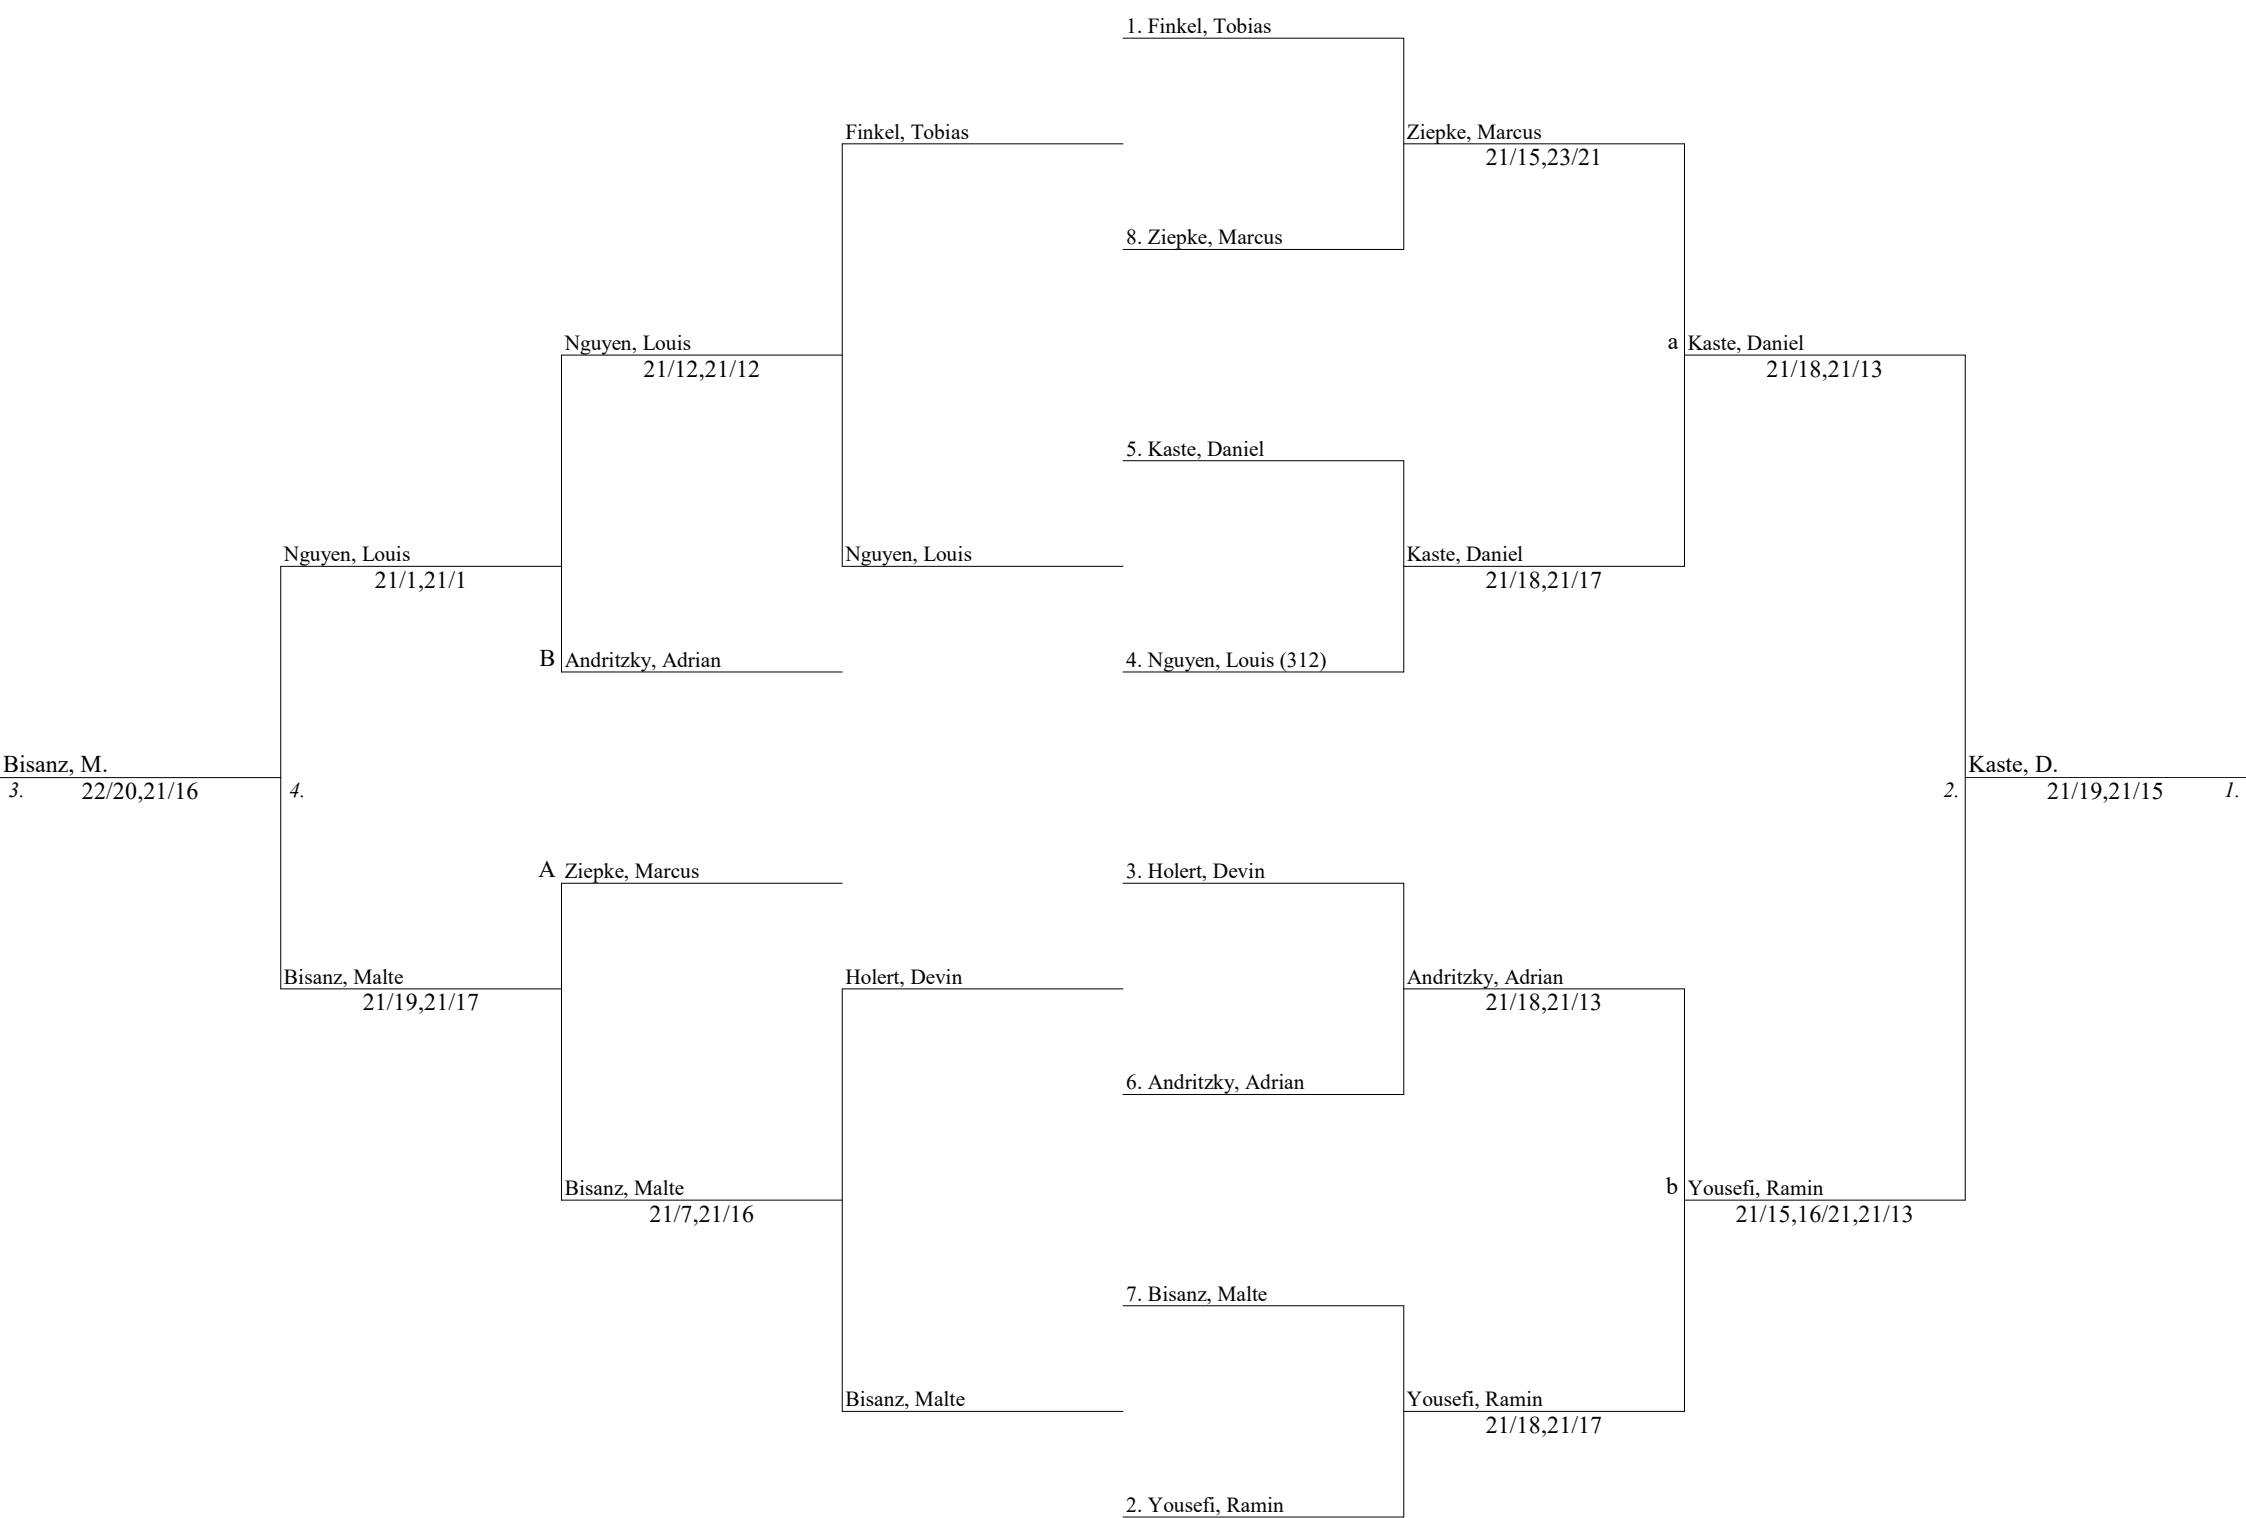 1. Finkel, Tobias
Finkel, Tobias
Ziepke, Marcus
21/15,23/21
8. Ziepke, Marcus
Nguyen, Louis
21/12,21/12
a Kaste, Daniel
21/18,21/13
5. Kaste, Daniel
Nguyen, Louis
21/1,21/1
Nguyen, Louis
Kaste, Daniel
21/18,21/17
B Andritzky, Adrian
4. Nguyen, Louis (312)
Bisanz, M.
3. 22/20,21/16
4.
Kaste, D.
2.
21/19,21/15 1.
A Ziepke, Marcus
3. Holert, Devin
Bisanz, Malte
21/19,21/17
Holert, Devin
Andritzky, Adrian
21/18,21/13
6. Andritzky, Adrian
Bisanz, Malte
21/7,21/16
b Yousefi, Ramin
21/15,16/21,21/13
7. Bisanz, Malte
Bisanz, Malte
Yousefi, Ramin
21/18,21/17
2. Yousefi, Ramin